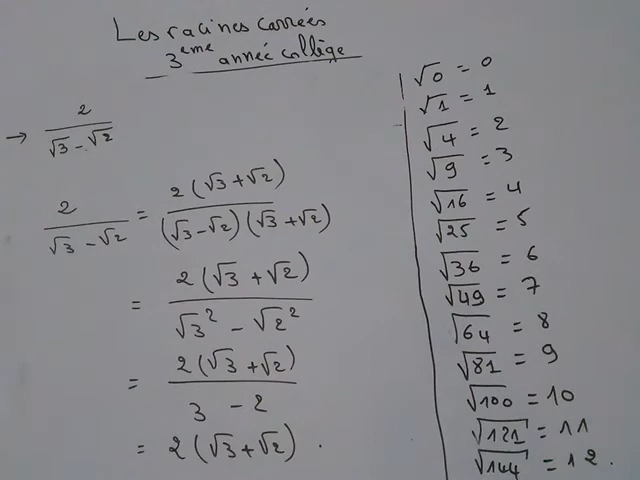 Les racines carrées
3ème année collège
→ 2/(√3 - √2)
2/(√3 - √2) = 2(√3 + √2)/((√3 - √2)(√3 + √2))
= 2(√3 + √2)/(√3² - √2²)
= 2(√3 + √2)/(3 - 2)
= 2(√3 + √2).
√0 = 0
√1 = 1
√4 = 2
√9 = 3
√16 = 4
√25 = 5
√36 = 6
√49 = 7
√64 = 8
√81 = 9
√100 = 10
√121 = 11
√144 = 12.